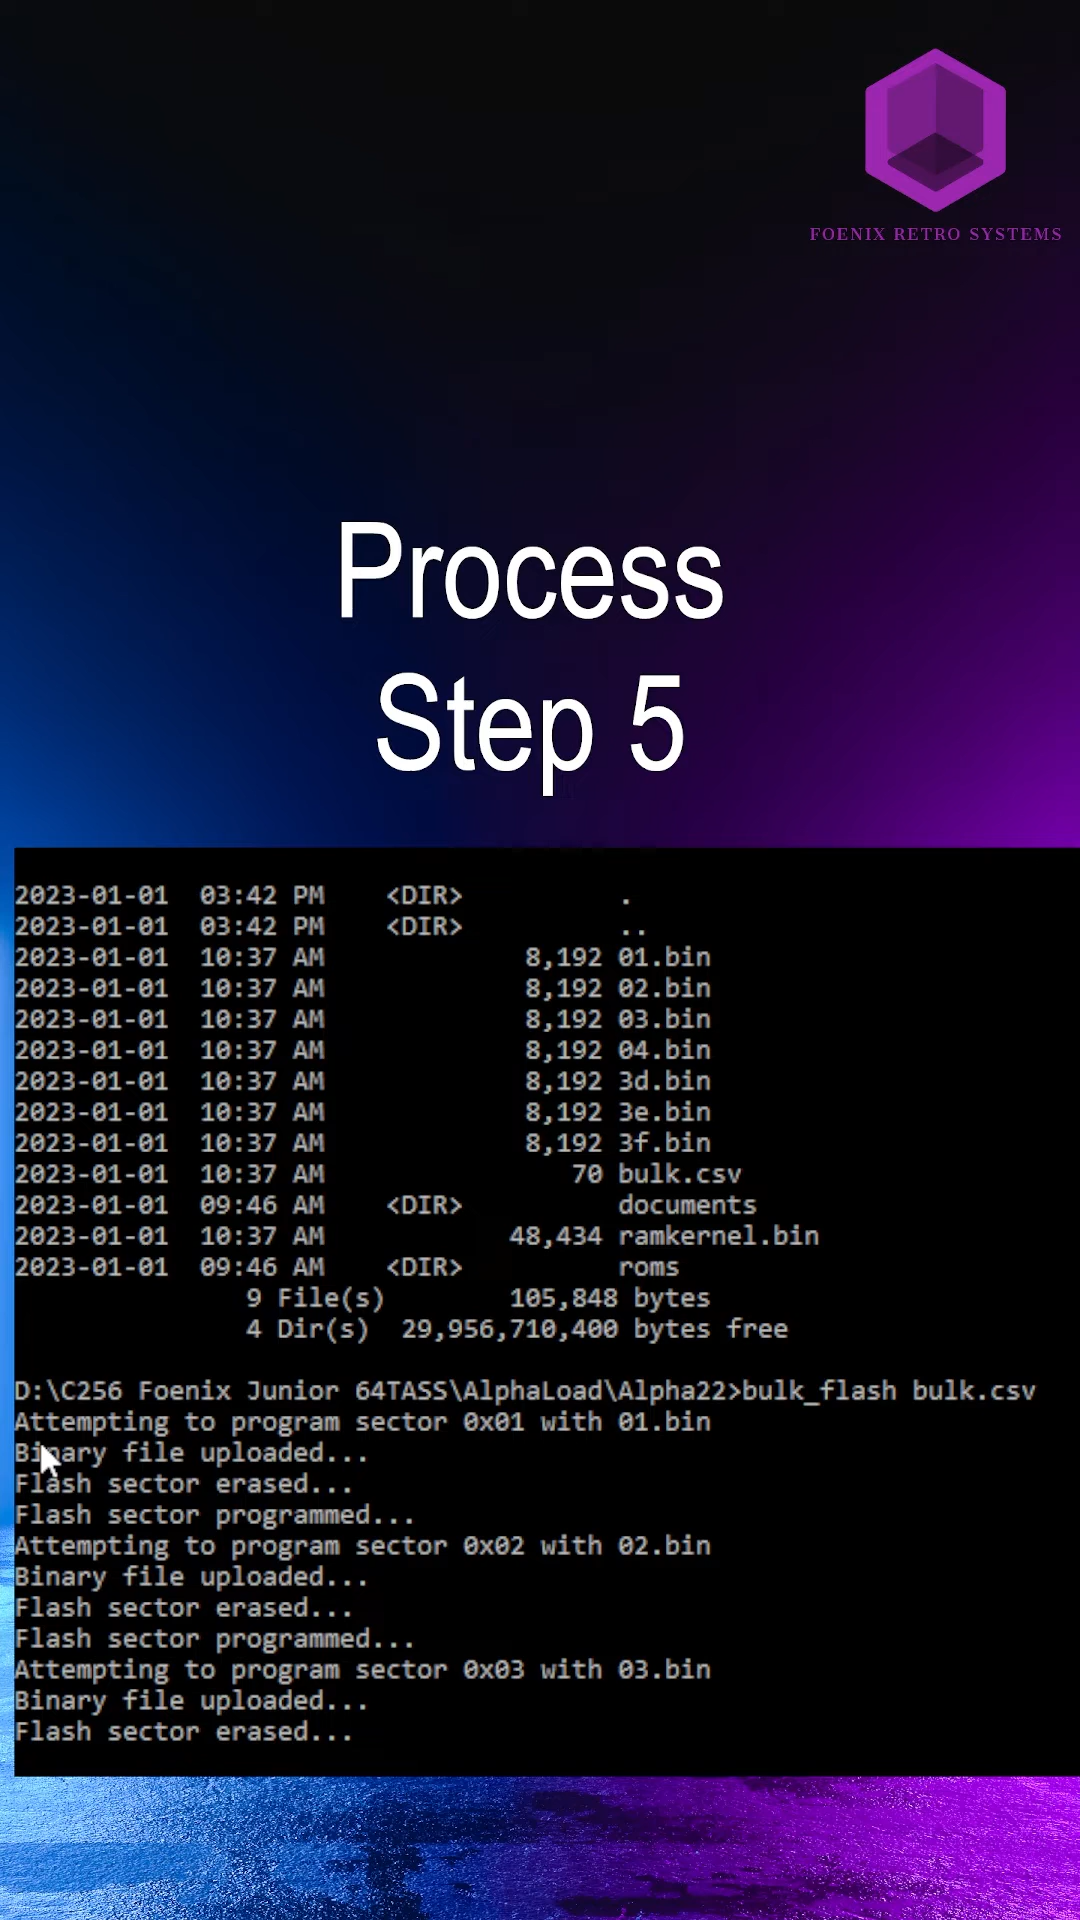 FOENIX RETRO SYSTEMS
Process
Step 5
2023-01-01  03:42 PM    <DIR>          .
2023-01-01  03:42 PM    <DIR>          ..
2023-01-01  10:37 AM             8,192 01.bin
2023-01-01  10:37 AM             8,192 02.bin
2023-01-01  10:37 AM             8,192 03.bin
2023-01-01  10:37 AM             8,192 04.bin
2023-01-01  10:37 AM             8,192 3d.bin
2023-01-01  10:37 AM             8,192 3e.bin
2023-01-01  10:37 AM             8,192 3f.bin
2023-01-01  10:37 AM                70 bulk.csv
2023-01-01  09:46 AM    <DIR>          documents
2023-01-01  10:37 AM            48,434 ramkernel.bin
2023-01-01  09:46 AM    <DIR>          roms
               9 File(s)        105,848 bytes
               4 Dir(s)  29,956,710,400 bytes free
D:\C256 Foenix Junior 64TASS\AlphaLoad\Alpha22>bulk_flash bulk.csv
Attempting to program sector 0x01 with 01.bin
Binary file uploaded...
Flash sector erased...
Flash sector programmed...
Attempting to program sector 0x02 with 02.bin
Binary file uploaded...
Flash sector erased...
Flash sector programmed...
Attempting to program sector 0x03 with 03.bin
Binary file uploaded...
Flash sector erased...